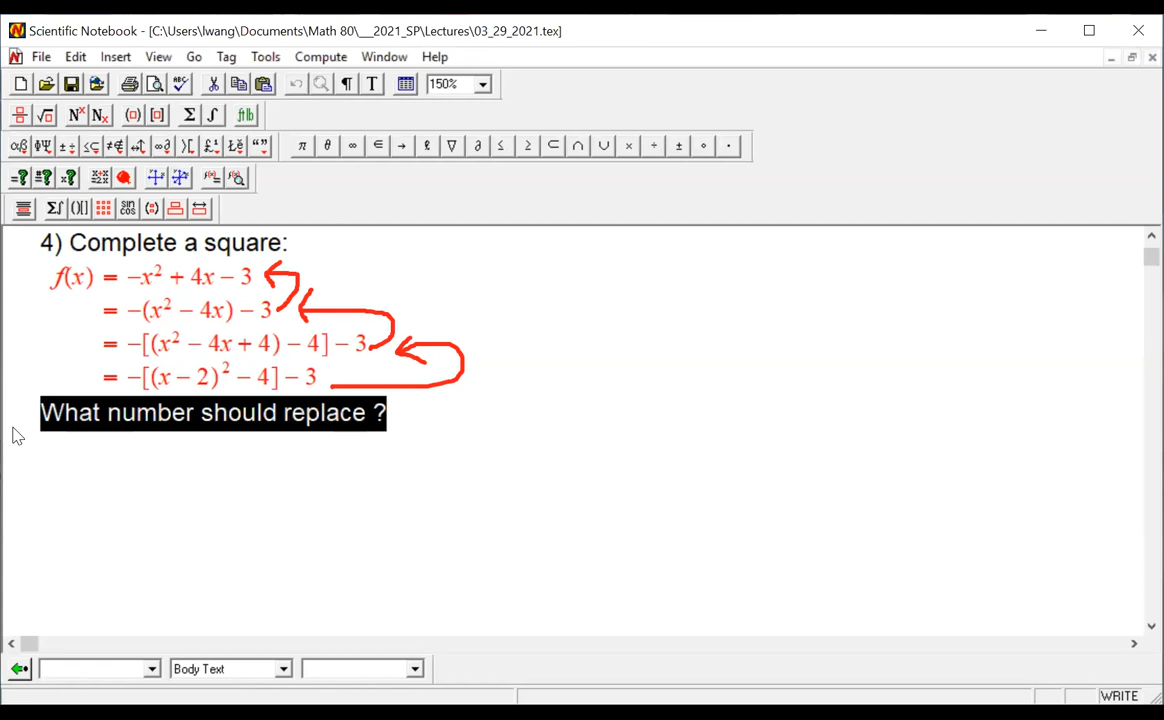 Scientific Notebook - [C:\Users\lwang\Documents\Math 80\___2021_SP\Lectures\03_29_2021.tex]
File Edit Insert View Go Tag Tools Compute Window Help
150%
π θ ∞ ∈ → ℓ ∇ ∂ ≤ ≥ ⊂ ∩ ∪ × ÷ ± ∘ ·
4) Complete a square:
f(x) = −x² + 4x − 3
= −(x² − 4x) − 3
= −[(x² − 4x + 4) − 4] − 3
= −[(x − 2)² − 4] − 3
What number should replace ?
Body Text
WRITE